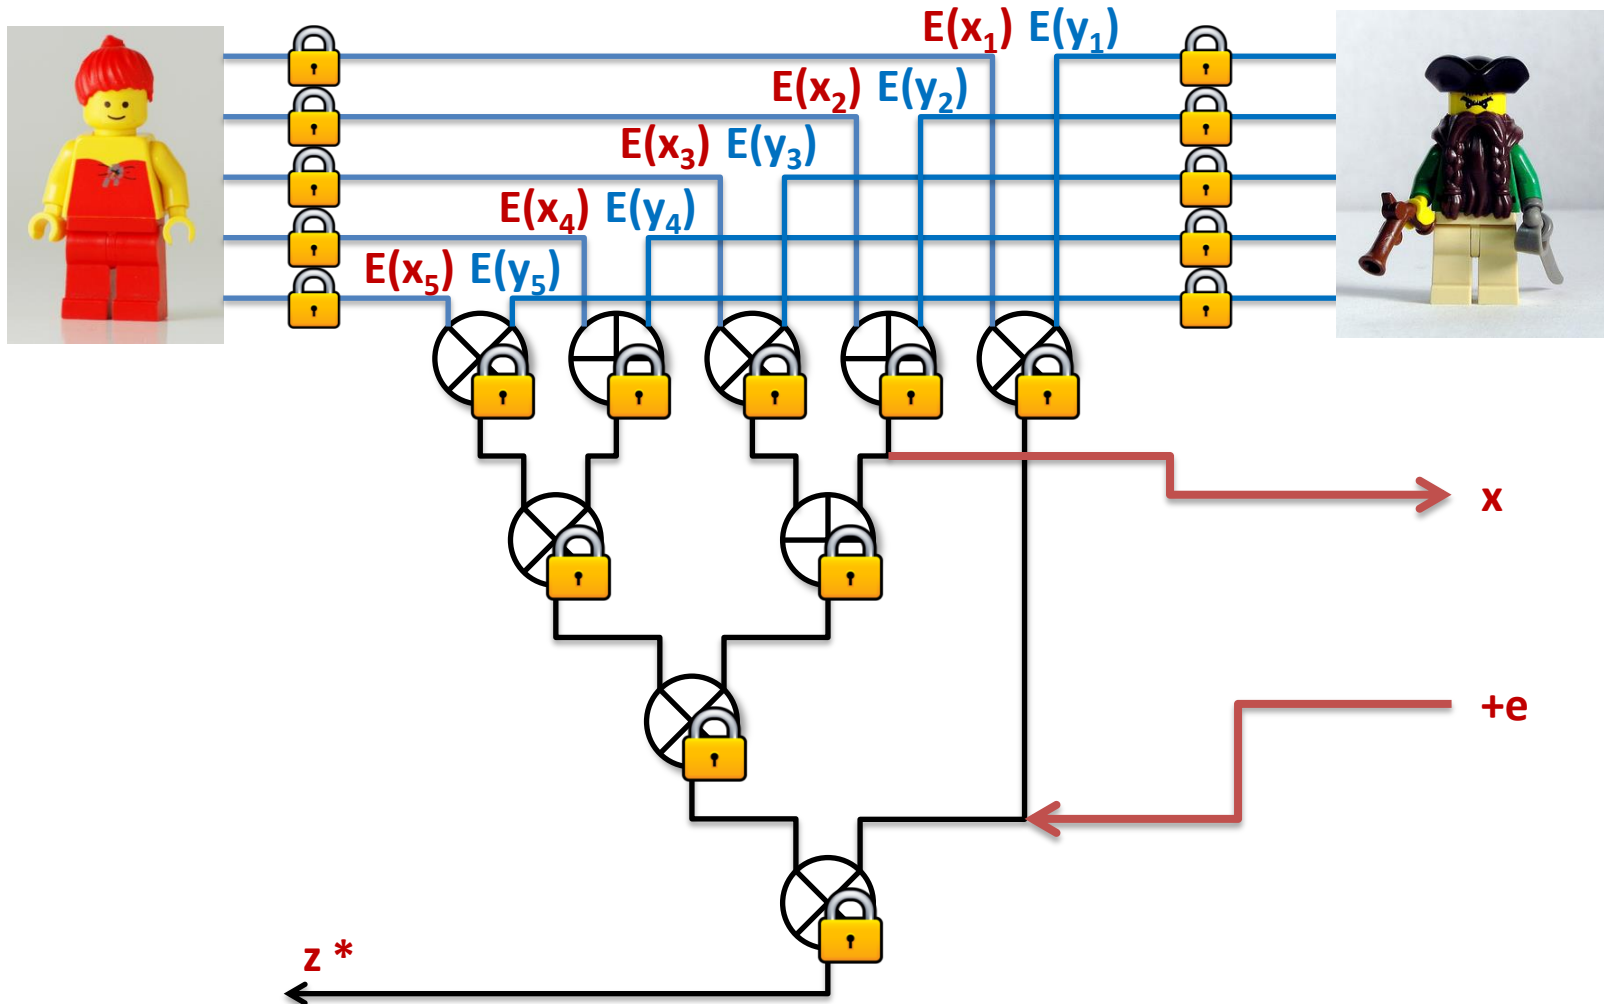 E(x₁) E(y₁)
E(x₂) E(y₂)
E(x₃) E(y₃)
E(x₄) E(y₄)
E(x₅) E(y₅)
x
+e
z *